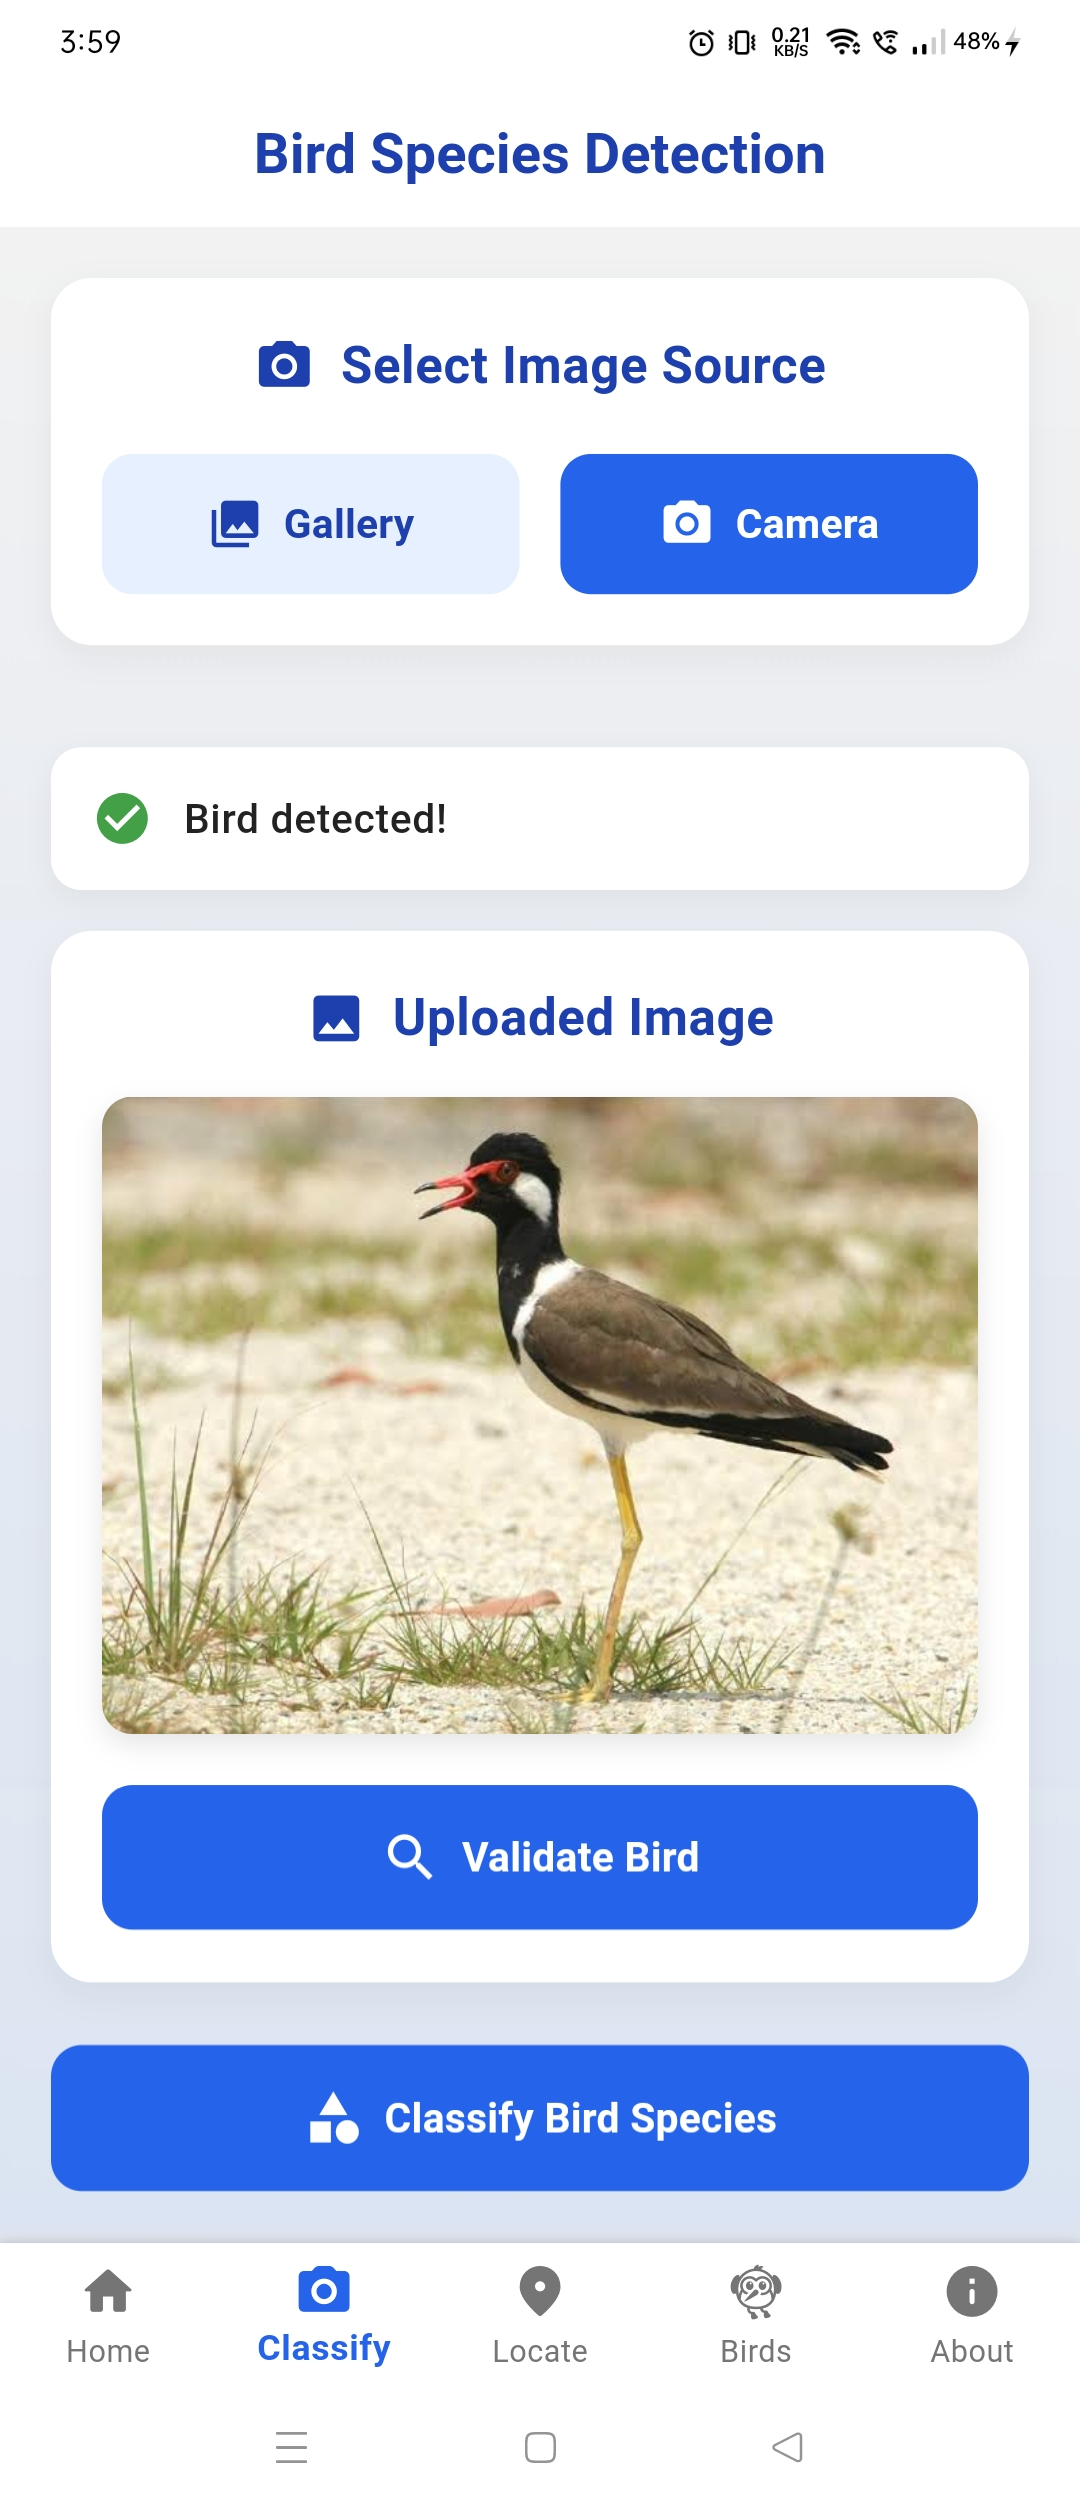 3:59
0.21
KB/S
48%
Bird Species Detection
Select Image Source
Gallery
Camera
Bird detected!
Uploaded Image
Validate Bird
Classify Bird Species
Home
Classify
Locate
Birds
About